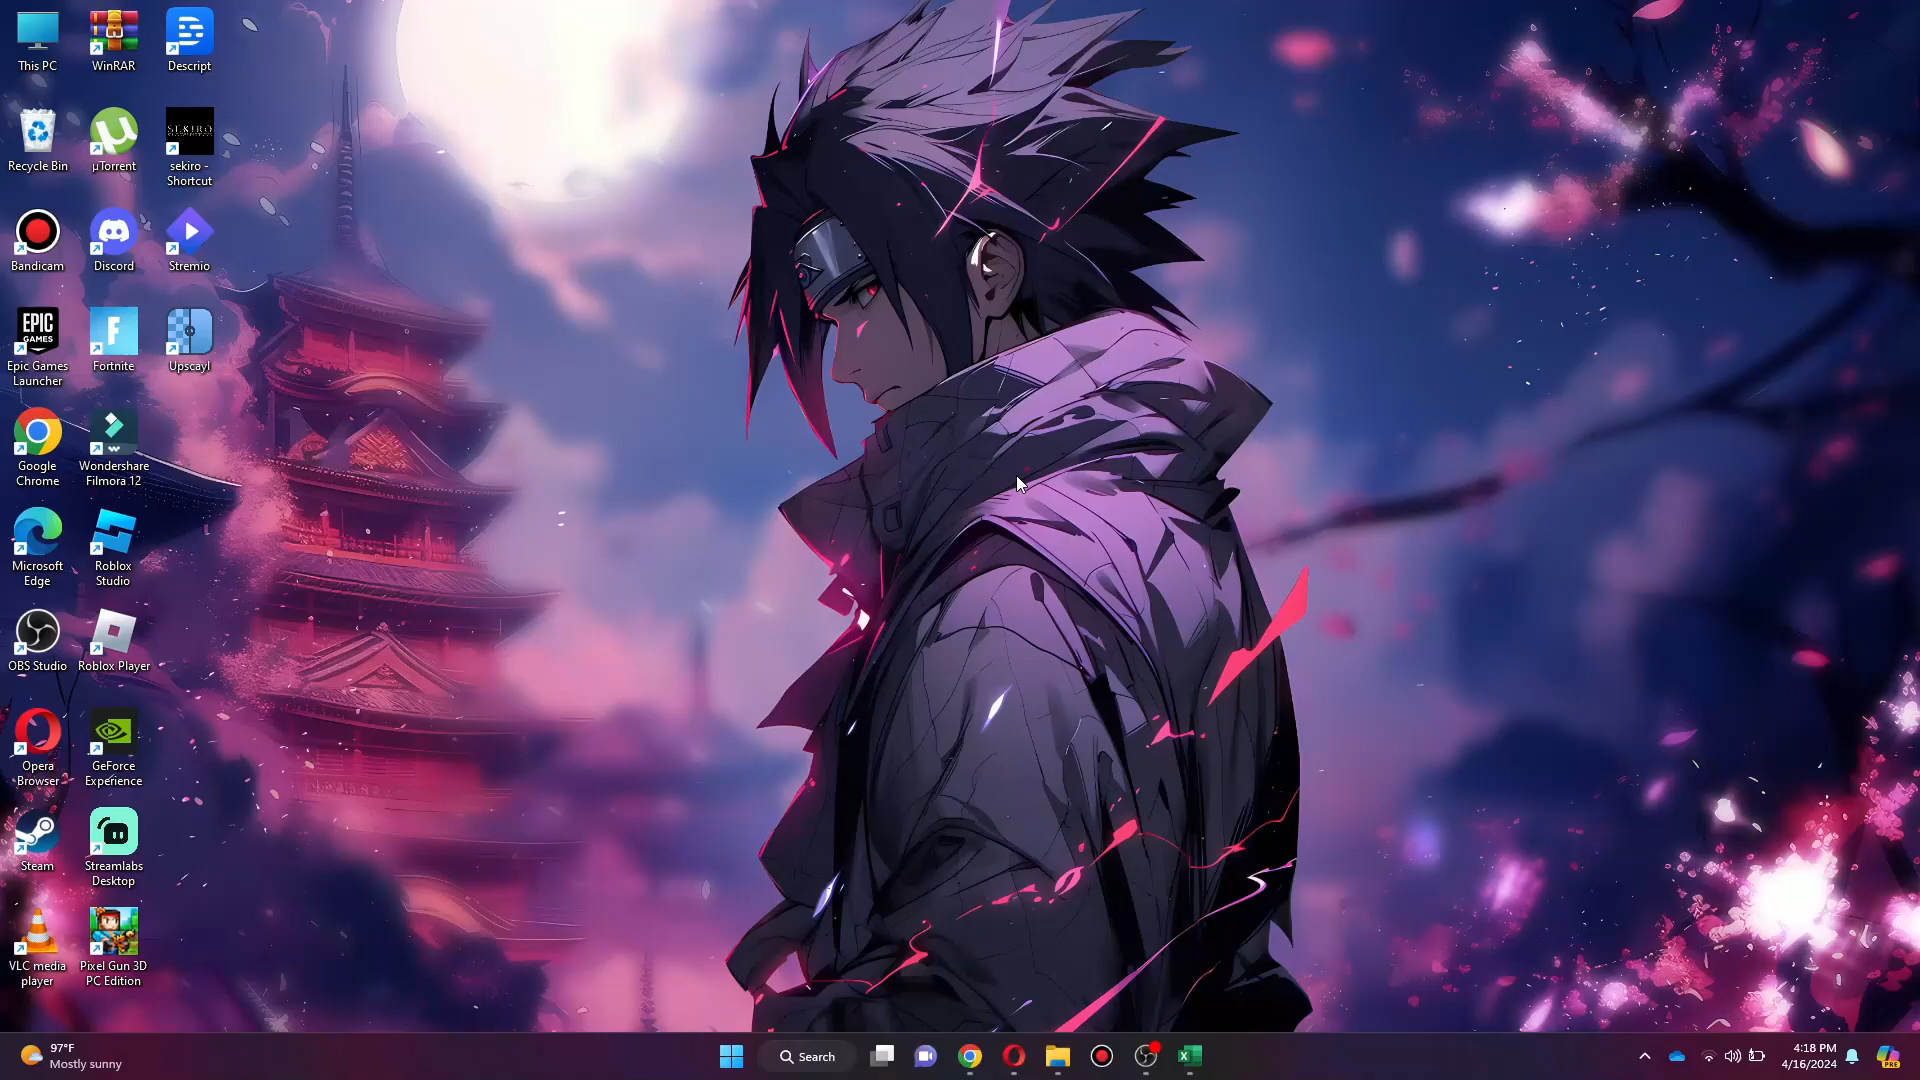 This PC
WinRAR
Descript
SEKIRO
Recycle Bin
µTorrent
sekiro -
Shortcut
Bandicam
Discord
Stremio
EPIC
GAMES
Epic Games
Launcher
Fortnite
Upscayl
Google
Chrome
Wondershare
Filmora 12
Microsoft
Edge
Roblox
Studio
OBS Studio
Roblox Player
Opera
Browser
GeForce
Experience
Steam
Streamlabs
Desktop
VLC media
player
Pixel Gun 3D
PC Edition
97°F
Mostly sunny
Search
4:18 PM
4/16/2024
PRE